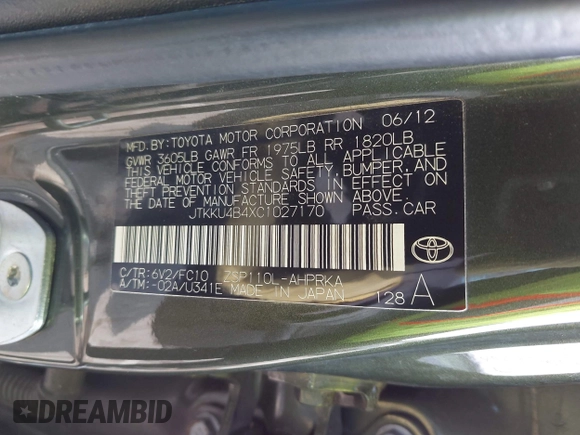 MFD.BY:TOYOTA MOTOR CORPORATION 06/12
GVWR 3605LB GAWR FR 1975LB RR 1820LB
THIS VEHICLE CONFORMS TO ALL APPLICABLE
FEDERAL MOTOR VEHICLE SAFETY, BUMPER, AND
THEFT PREVENTION STANDARDS IN EFFECT ON
THE DATE OF MANUFACTURE SHOWN ABOVE.
JTKKU4B4XC1027170 PASS.CAR
C/TR:6V2/FC10 ZSP110L-AHPRKA
A/TM:-02A/U341E MADE IN JAPAN 128 A
DREAMBID